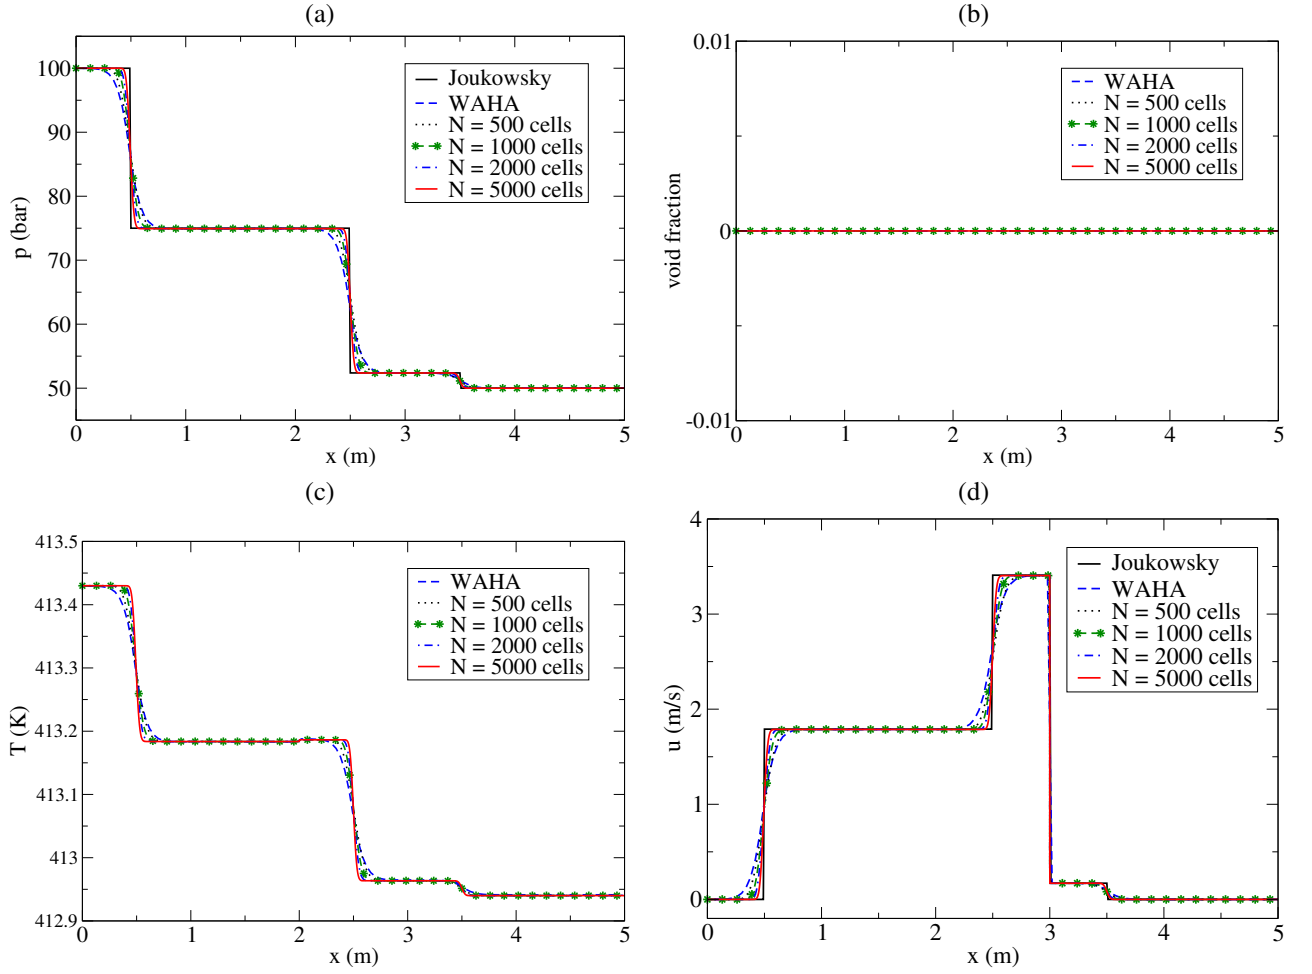 (a)
100
90
80
70
60
50
p (bar)
0 1 2 3 4 5
x (m)
Joukowsky
WAHA
N = 500 cells
N = 1000 cells
N = 2000 cells
N = 5000 cells
(b)
0.01
0
-0.01
void fraction
0 1 2 3 4 5
x (m)
WAHA
N = 500 cells
N = 1000 cells
N = 2000 cells
N = 5000 cells
(c)
413.5
413.4
413.3
413.2
413.1
413
412.9
T (K)
0 1 2 3 4 5
x (m)
WAHA
N = 500 cells
N = 1000 cells
N = 2000 cells
N = 5000 cells
(d)
4
3
2
1
0
u (m/s)
0 1 2 3 4 5
x (m)
Joukowsky
WAHA
N = 500 cells
N = 1000 cells
N = 2000 cells
N = 5000 cells